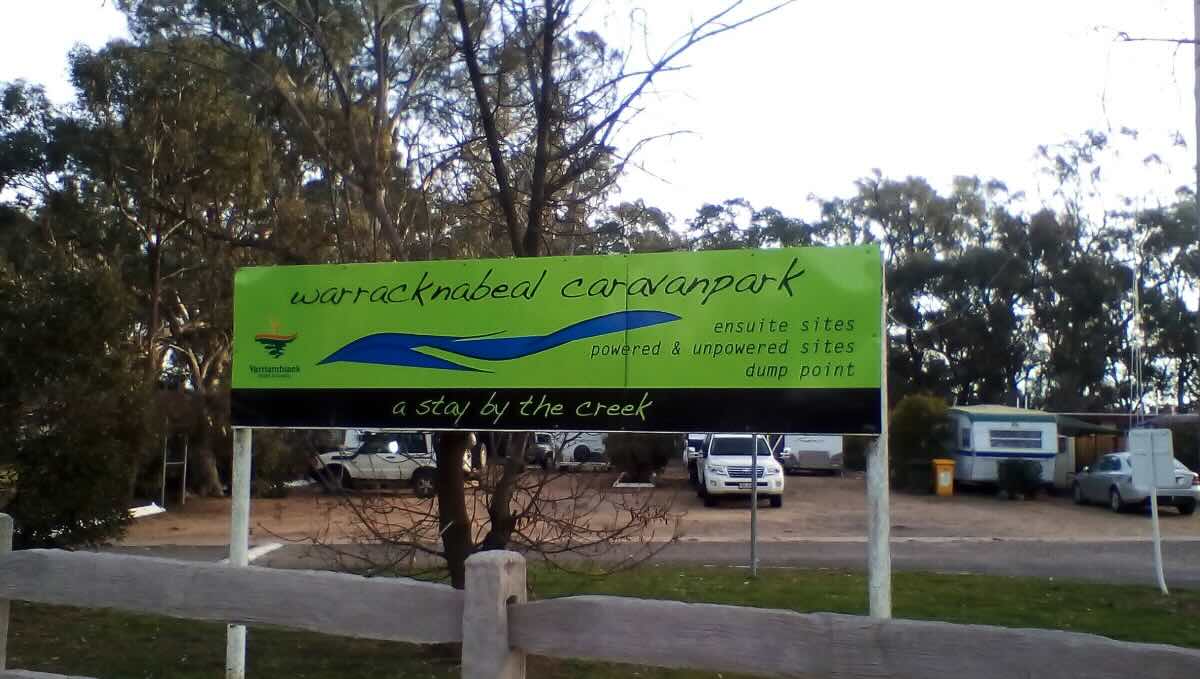 warracknabeal caravanpark
ensuite sites
powered & unpowered sites
dump point
Yarriambiack
a stay by the creek